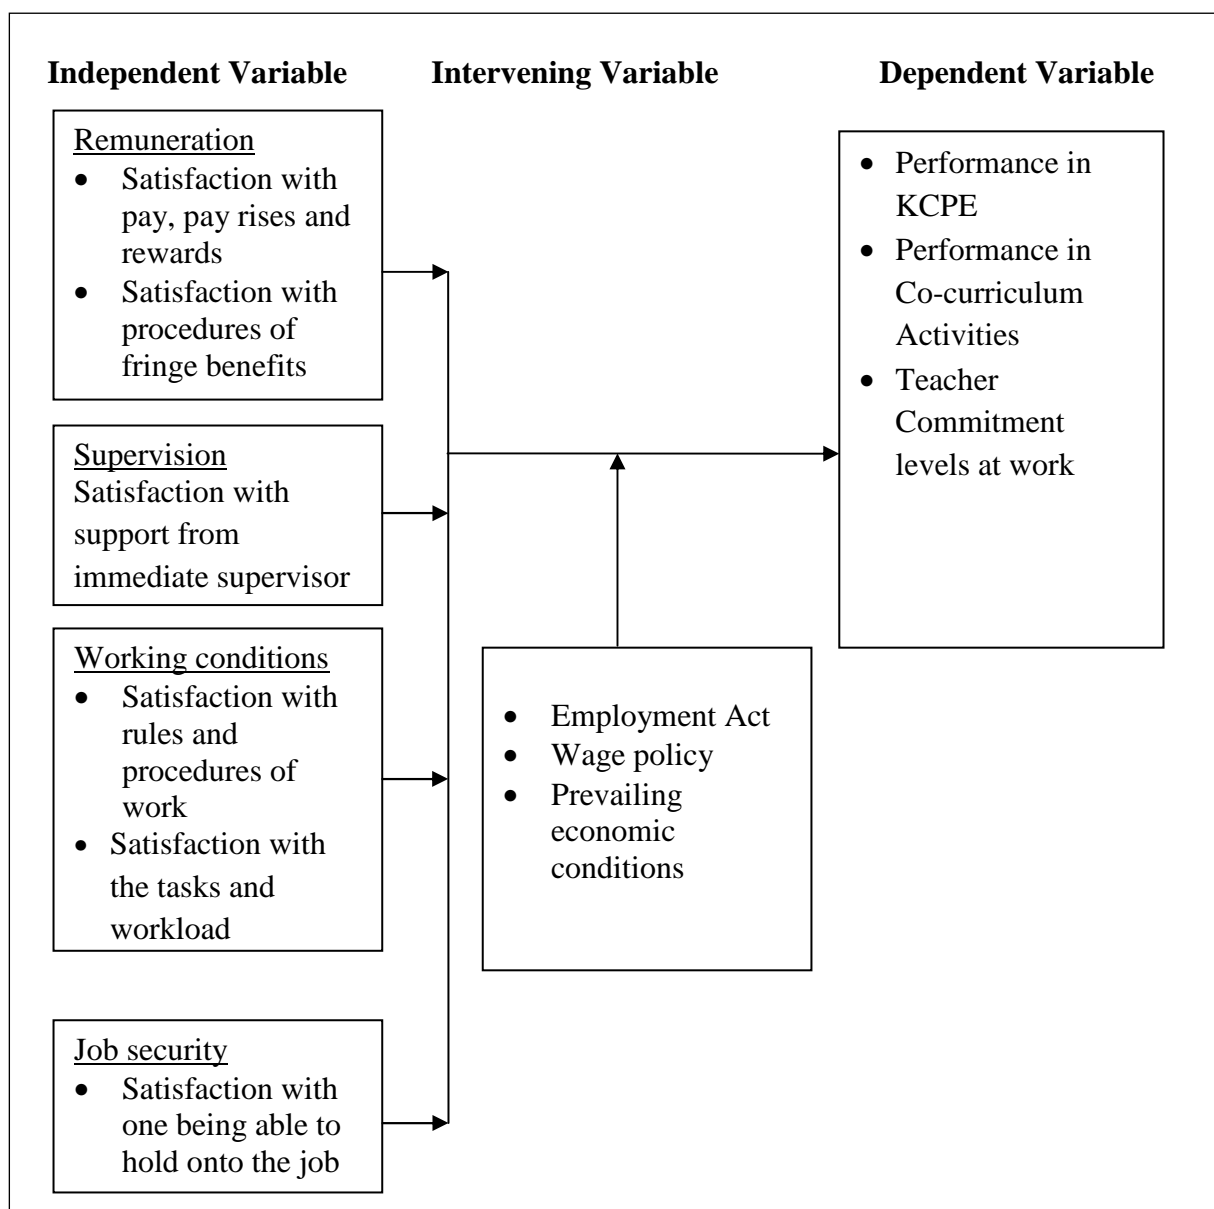 Independent Variable
Intervening Variable
Dependent Variable
Remuneration
• Satisfaction with
pay, pay rises and
rewards
• Satisfaction with
procedures of
fringe benefits
Supervision
Satisfaction with
support from
immediate supervisor
Working conditions
• Satisfaction with
rules and
procedures of
work
• Satisfaction with
the tasks and
workload
Job security
• Satisfaction with
one being able to
hold onto the job
• Employment Act
• Wage policy
• Prevailing
economic
conditions
• Performance in
KCPE
• Performance in
Co-curriculum
Activities
• Teacher
Commitment
levels at work